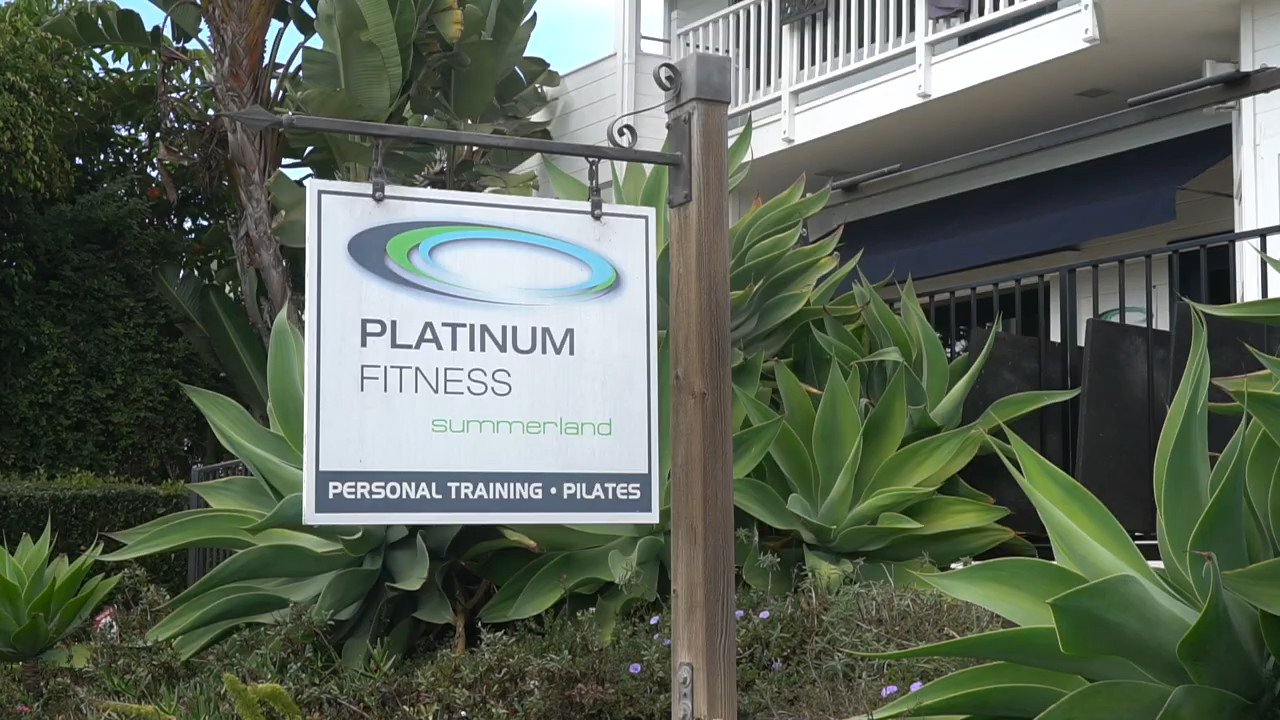 PLATINUM
FITNESS
summerland
PERSONAL TRAINING • PILATES